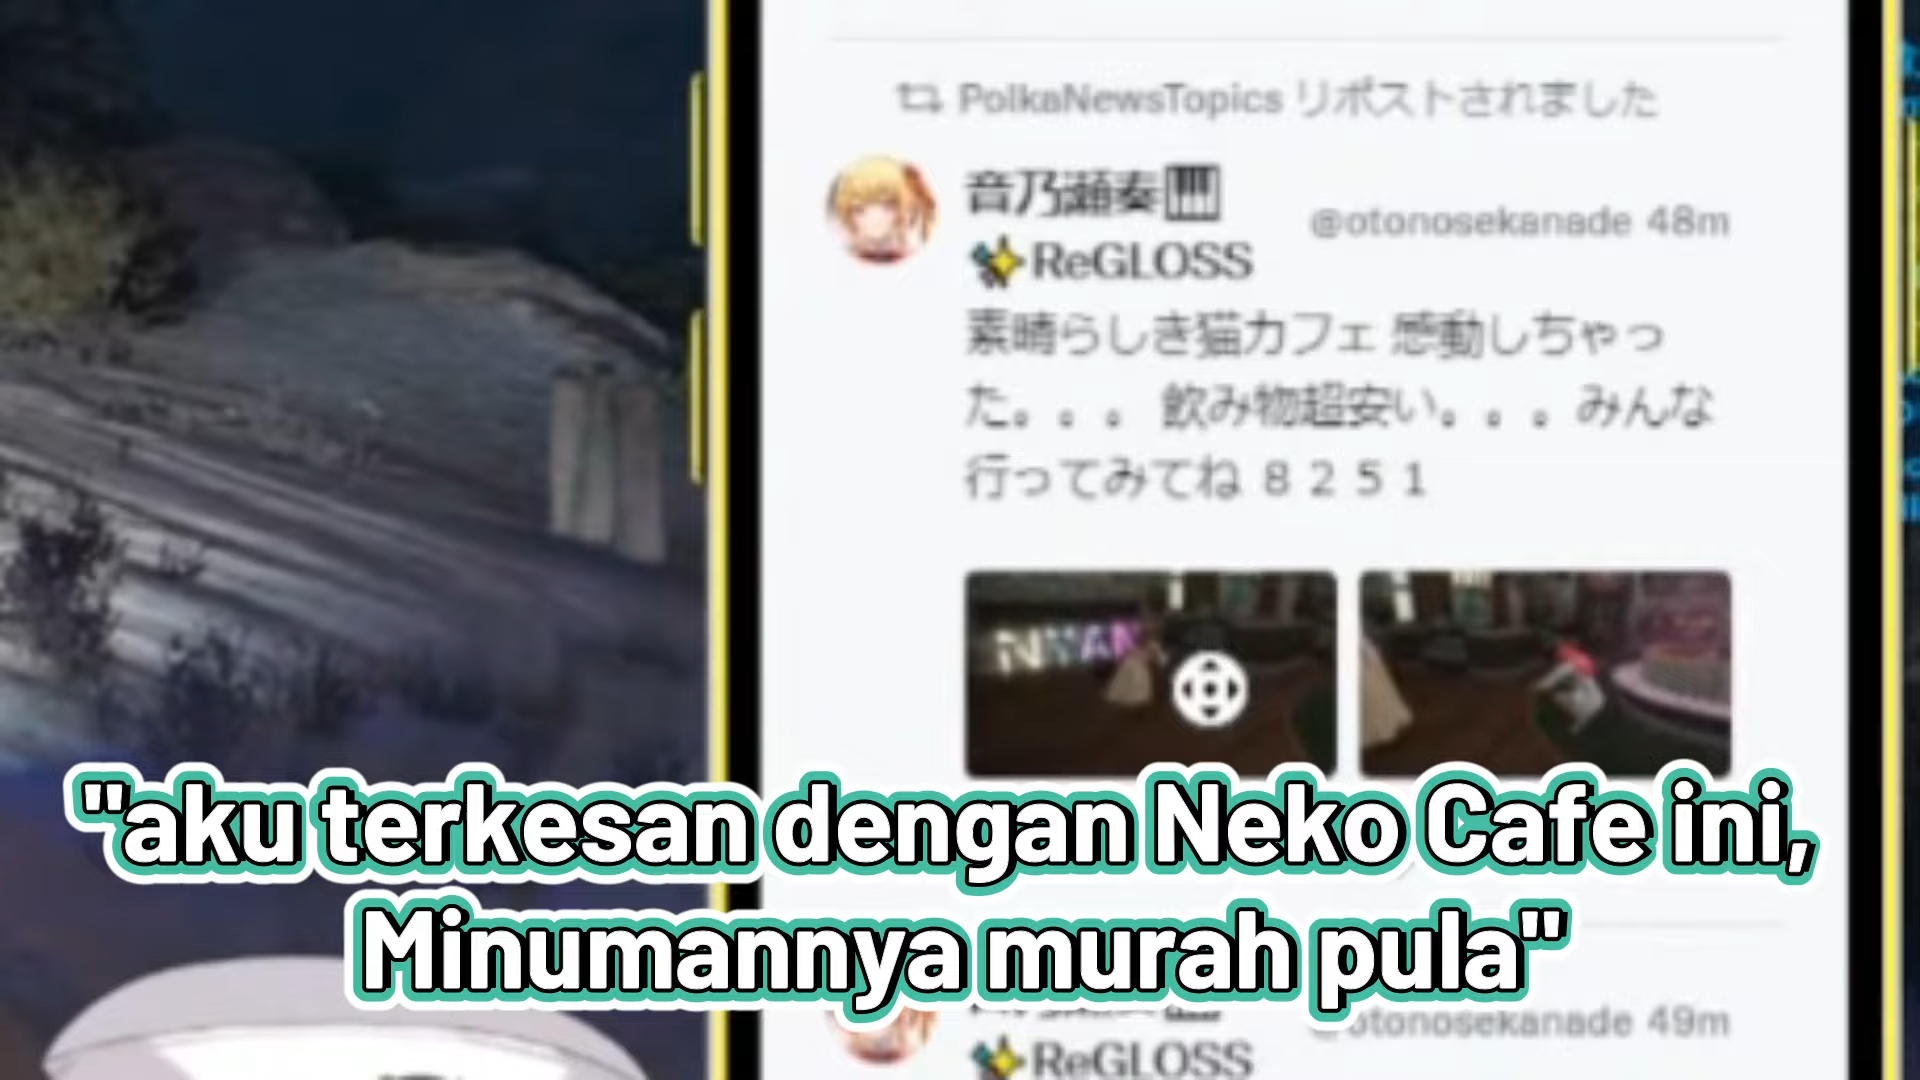 PolkaNewsTopics リポストされました
音乃瀬奏🎹
✨ReGLOSS
@otonosekanade 48m
素晴らしき猫カフェ 感動しちゃっ
た。。。 飲み物超安い。。。みんな
行ってみてね ８２５１
NYAN
"aku terkesan dengan Neko Cafe ini,
Minumannya murah pula"
@otonosekanade 49m
✨ReGLOSS